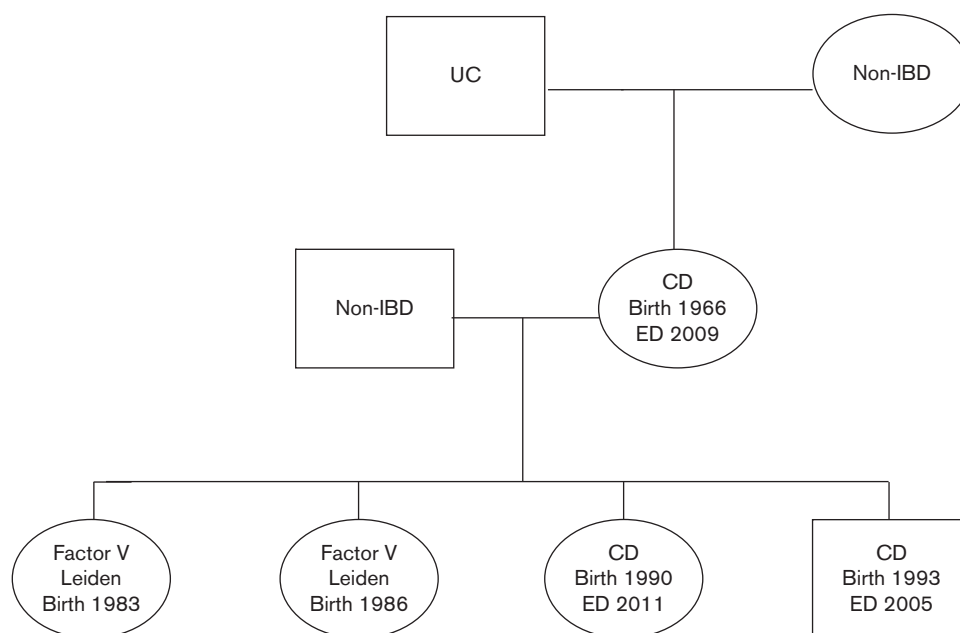 UC
Non-IBD
Non-IBD
CD
Birth 1966
ED 2009
Factor V
Leiden
Birth 1983
Factor V
Leiden
Birth 1986
CD
Birth 1990
ED 2011
CD
Birth 1993
ED 2005